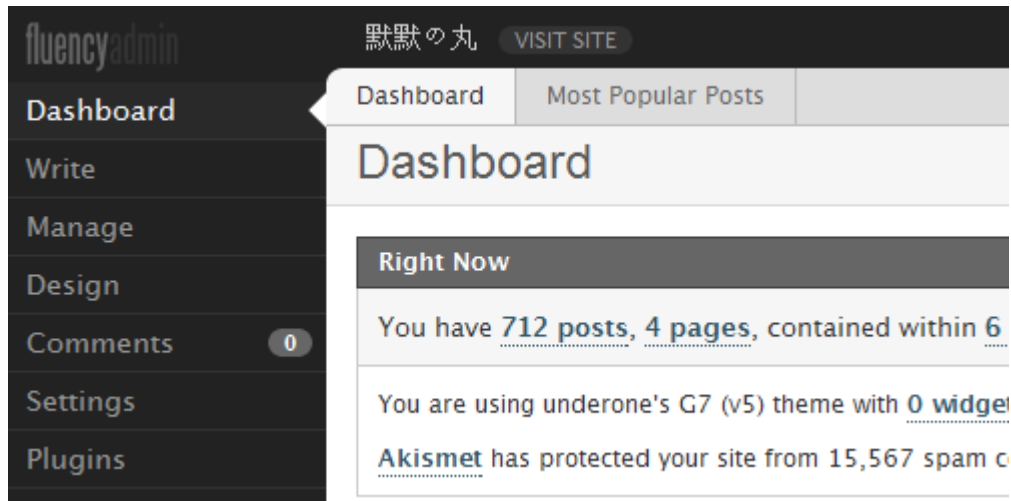 fluencyadmin
默默の丸 VISIT SITE
Dashboard
Write
Manage
Design
Comments 0
Settings
Plugins
Dashboard Most Popular Posts
Dashboard
Right Now
You have 712 posts, 4 pages, contained within 6
You are using underone's G7 (v5) theme with 0 widget
Akismet has protected your site from 15,567 spam